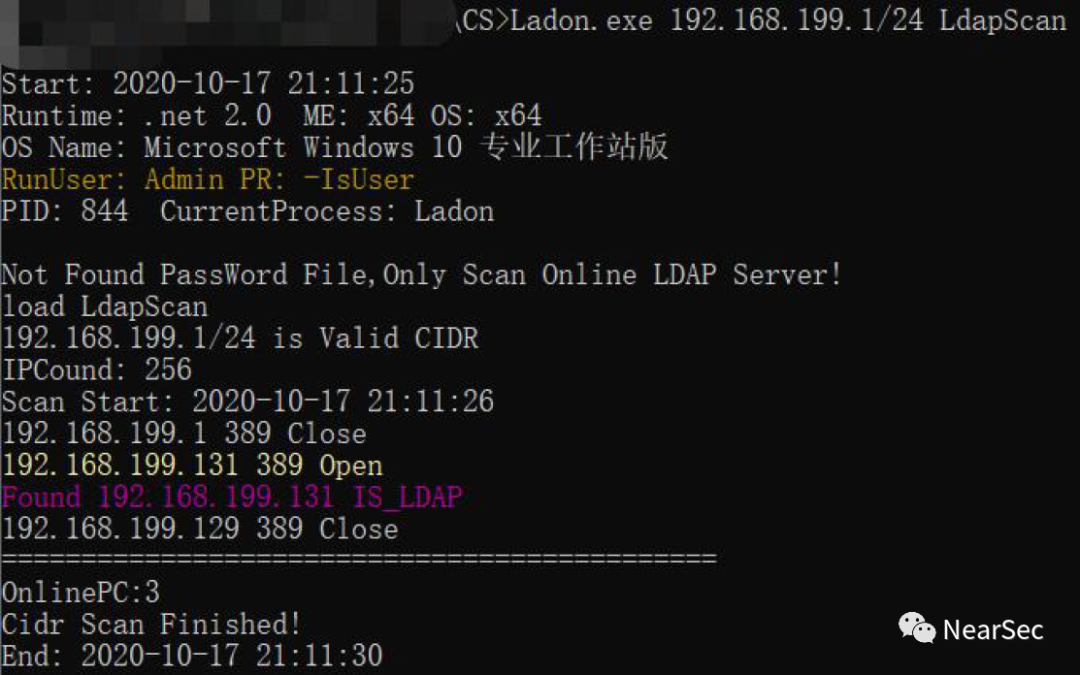 \CS>Ladon.exe 192.168.199.1/24 LdapScan
Start: 2020-10-17 21:11:25
Runtime: .net 2.0 ME: x64 OS: x64
OS Name: Microsoft Windows 10 专业工作站版
RunUser: Admin PR: -IsUser
PID: 844 CurrentProcess: Ladon
Not Found PassWord File,Only Scan Online LDAP Server!
load LdapScan
192.168.199.1/24 is Valid CIDR
IPCound: 256
Scan Start: 2020-10-17 21:11:26
192.168.199.1 389 Close
192.168.199.131 389 Open
Found 192.168.199.131 IS_LDAP
192.168.199.129 389 Close
=============================================
OnlinePC:3
Cidr Scan Finished!
End: 2020-10-17 21:11:30
NearSec